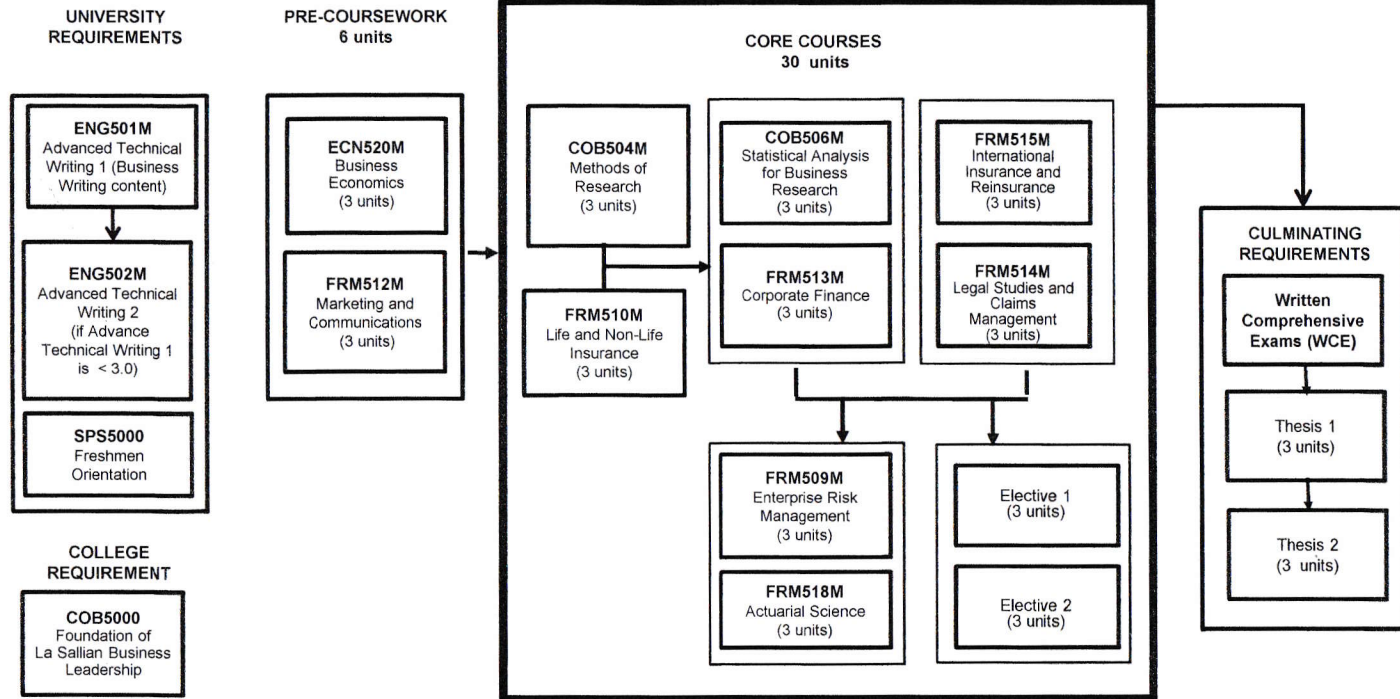 UNIVERSITY
REQUIREMENTS
ENG501M
Advanced Technical
Writing 1 (Business
Writing content)
ENG502M
Advanced Technical
Writing 2
(if Advance
Technical Writing 1
is < 3.0)
SPS5000
Freshmen
Orientation
COLLEGE
REQUIREMENT
COB5000
Foundation of
La Sallian Business
Leadership
PRE-COURSEWORK
6 units
ECN520M
Business
Economics
(3 units)
FRM512M
Marketing and
Communications
(3 units)
CORE COURSES
30 units
COB504M
Methods of
Research
(3 units)
FRM510M
Life and Non-Life
Insurance
(3 units)
COB506M
Statistical Analysis
for Business
Research
(3 units)
FRM513M
Corporate Finance
(3 units)
FRM515M
International
Insurance and
Reinsurance
(3 units)
FRM514M
Legal Studies and
Claims
Management
(3 units)
FRM509M
Enterprise Risk
Management
(3 units)
FRM518M
Actuarial Science
(3 units)
Elective 1
(3 units)
Elective 2
(3 units)
CULMINATING
REQUIREMENTS
Written
Comprehensive
Exams (WCE)
Thesis 1
(3 units)
Thesis 2
(3 units)